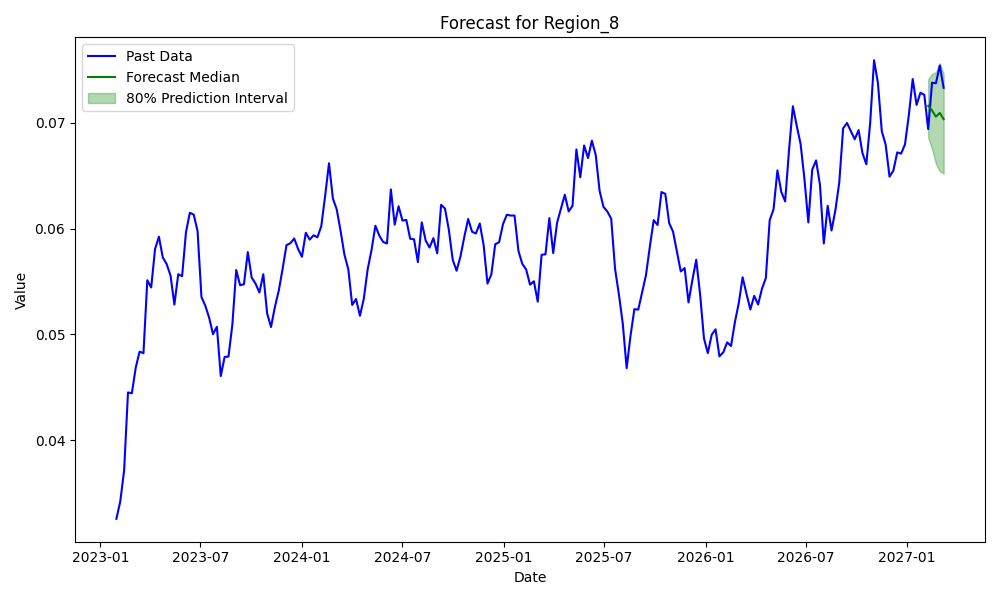 Forecast for Region_8
Past Data
Forecast Median
80% Prediction Interval
Value
0.07
0.06
0.05
0.04
2023-01 2023-07 2024-01 2024-07 2025-01 2025-07 2026-01 2026-07 2027-01
Date